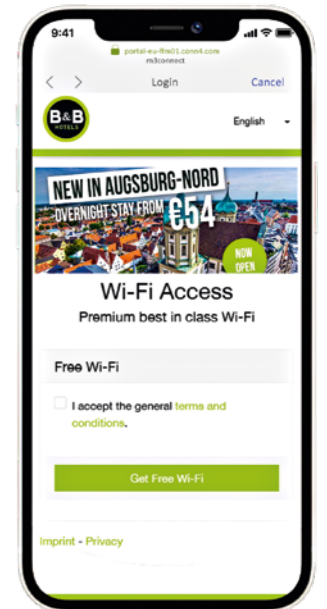 9:41
portal-eu-ffm01.conn4.com
m3connect
Login
Cancel
B&B
HOTELS
English
NEW IN AUGSBURG-NORD
OVERNIGHT STAY FROM €54
NOW
OPEN
Wi-Fi Access
Premium best in class Wi-Fi
Free Wi-Fi
I accept the general terms and
conditions.
Get Free Wi-Fi
Imprint - Privacy